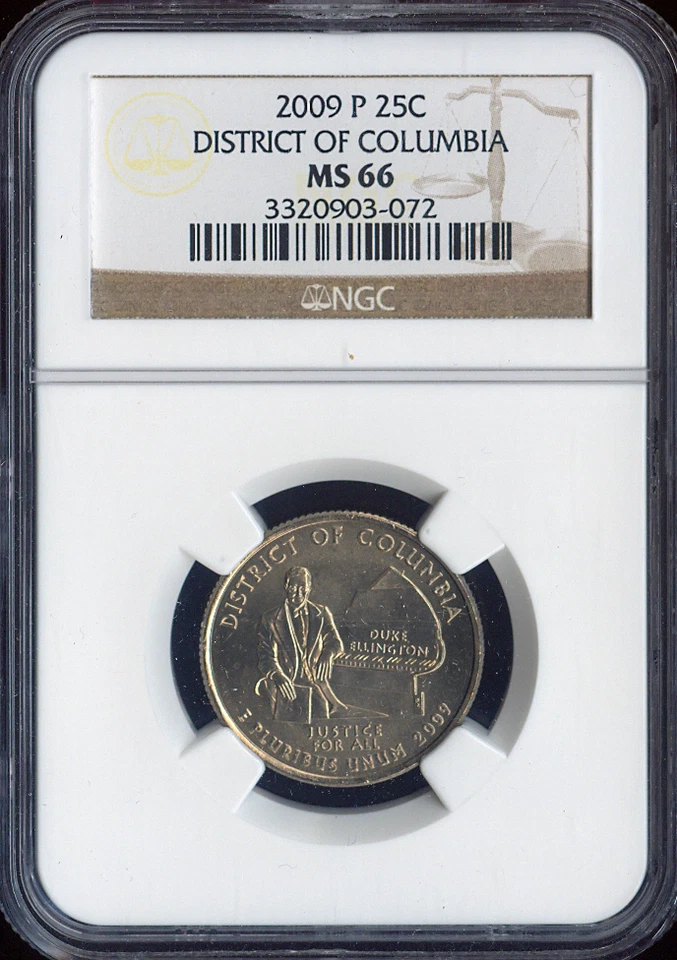 2009 P 25C
DISTRICT OF COLUMBIA
MS 66
3320903-072
NGC
DISTRICT OF COLUMBIA
DUKE
ELLINGTON
JUSTICE
FOR ALL
E PLURIBUS UNUM 2009